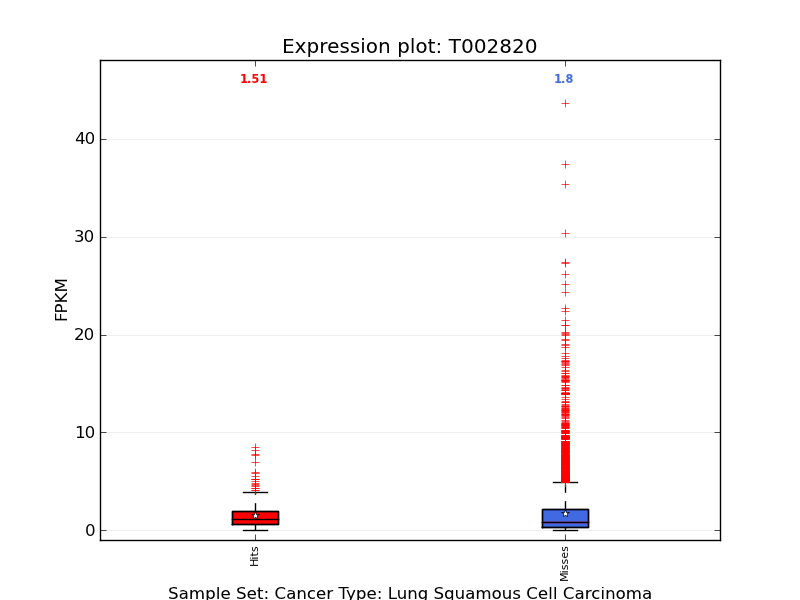 Expression plot: T002820
1.51
1.8
40
30
20
10
0
FPKM
Hits
Misses
Sample Set: Cancer Type: Lung Squamous Cell Carcinoma